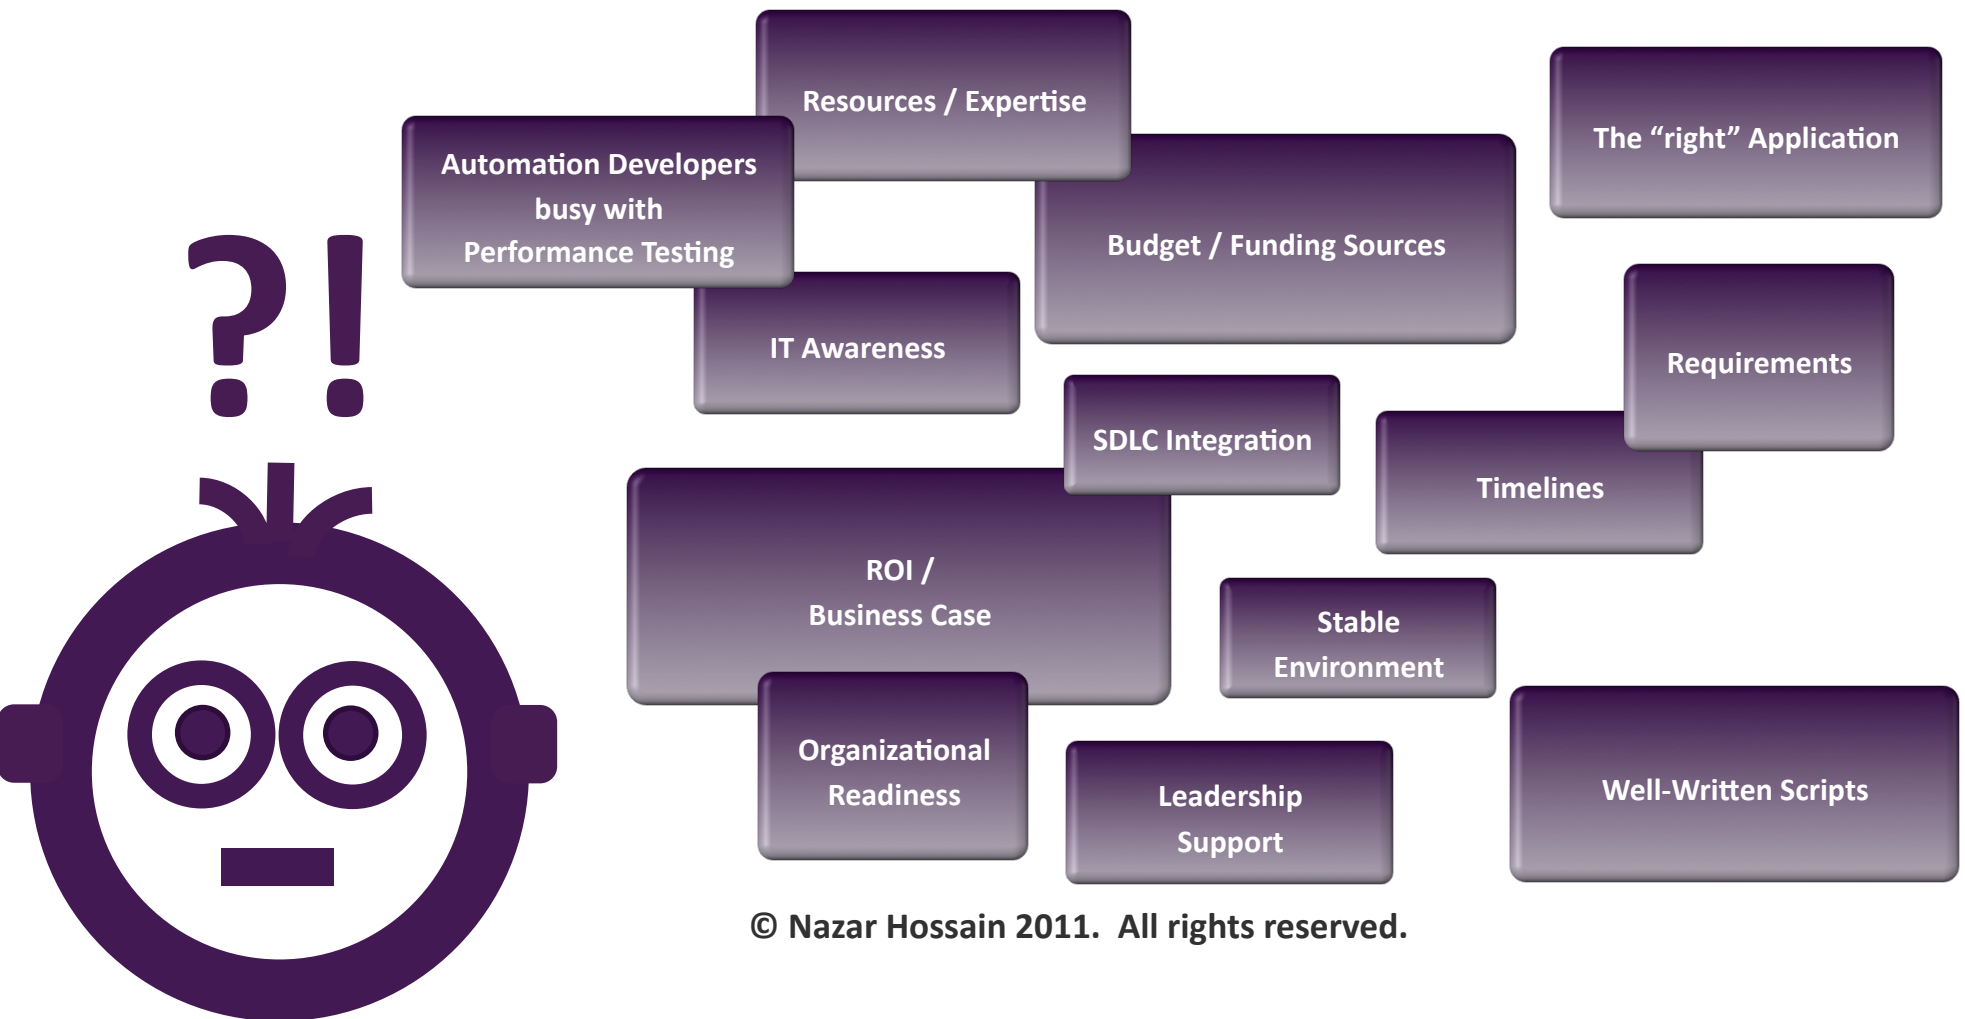 ?!
Resources / Expertise
The “right” Application
Automation Developers
busy with
Performance Testing
Budget / Funding Sources
IT Awareness
Requirements
SDLC Integration
Timelines
ROI /
Business Case
Stable
Environment
Organizational
Readiness
Leadership
Support
Well-Written Scripts
© Nazar Hossain 2011.  All rights reserved.